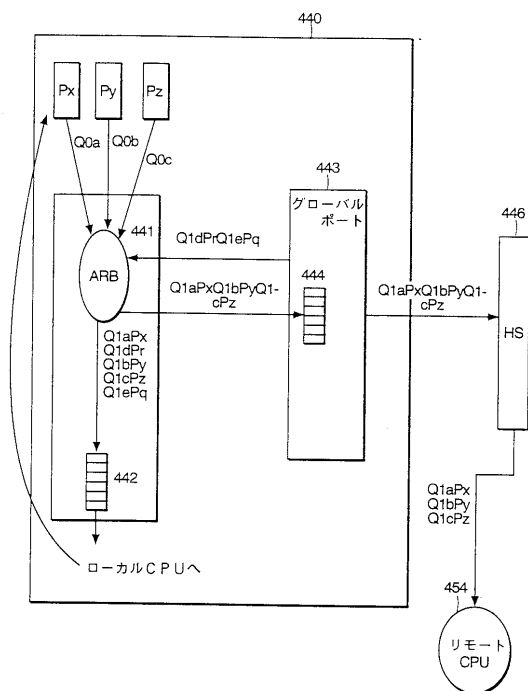 440
Px
Py
Pz
Q0a
Q0b
Q0c
443
グローバル
ポート
446
441
Q1dPrQ1ePq
ARB
444
Q1aPxQ1bPyQ1-
cPz
Q1aPxQ1bPyQ1-
cPz
HS
Q1aPx
Q1dPr
Q1bPy
Q1cPz
Q1ePq
442
Q1aPx
Q1bPy
Q1cPz
ローカルCPUへ
454
リモート
CPU